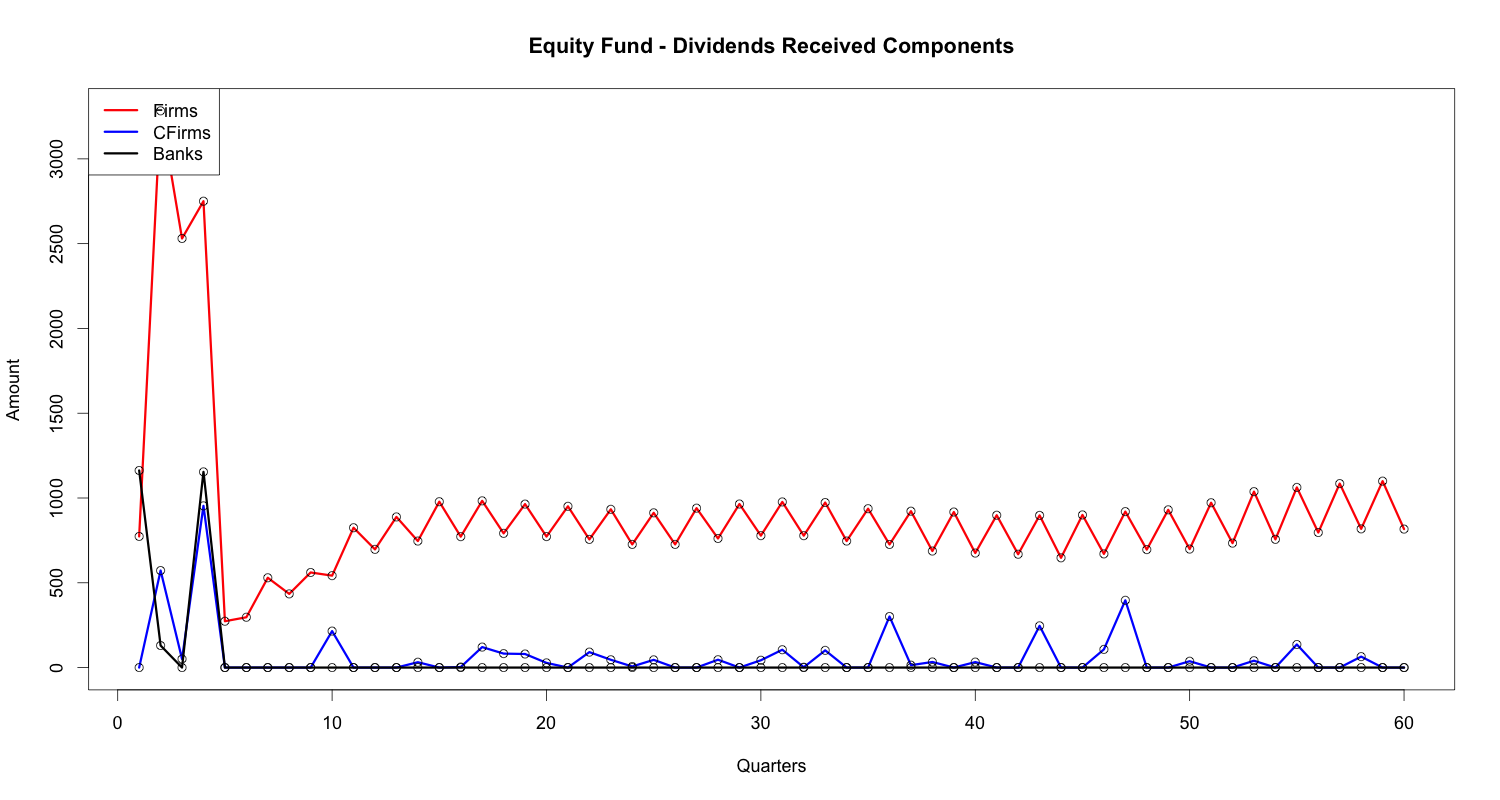 Equity Fund - Dividends Received Components
Firms
CFirms
Banks
Amount
3000
2500
2000
1500
1000
500
0
0 10 20 30 40 50 60
Quarters